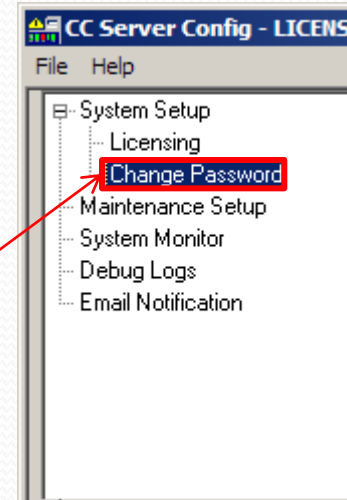 CC Server Config - LICENS
File Help
System Setup
Licensing
Change Password
Maintenance Setup
System Monitor
Debug Logs
Email Notification